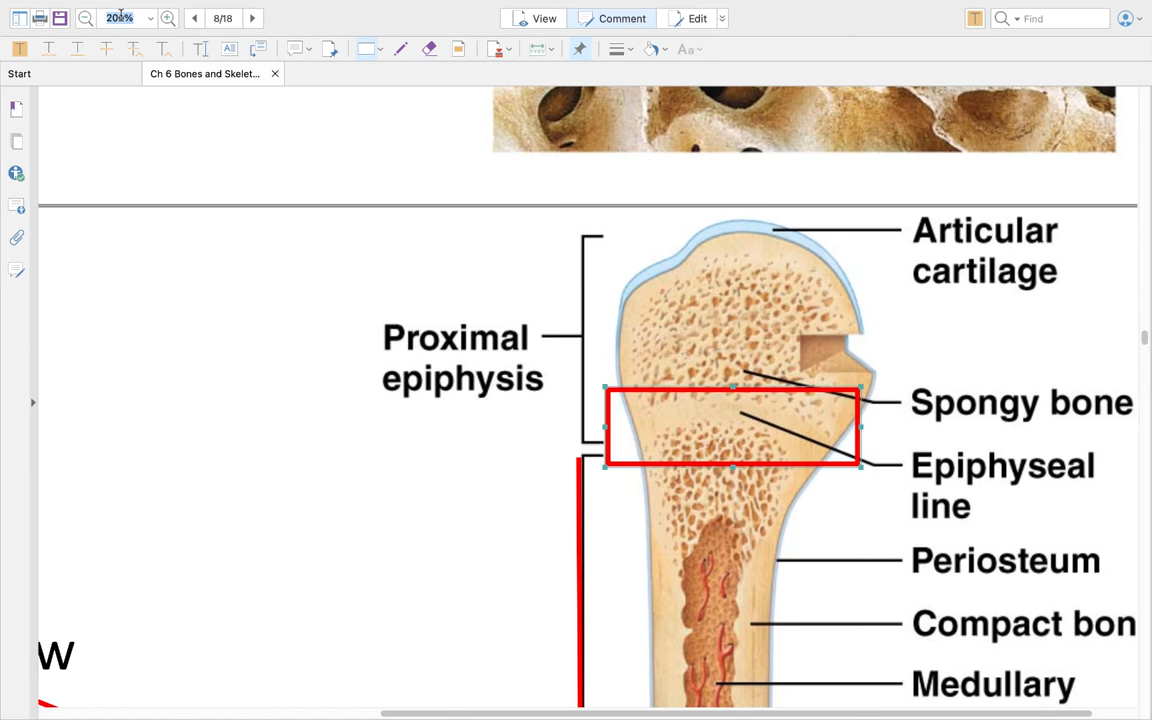 200%
8/18
View
Comment
Edit
T
Find
T
T
T
T
T
T
T
A
Aa
Start
Ch 6 Bones and Skelet...
Articular
cartilage
Proximal
epiphysis
Spongy bone
Epiphyseal
line
Periosteum
Compact bon
Medullary
w